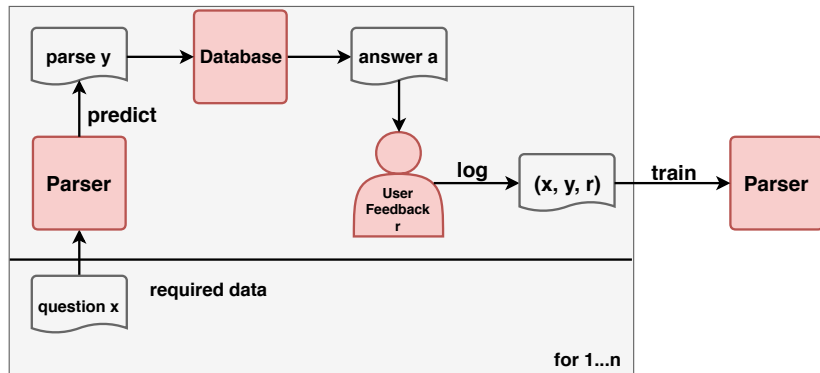 parse y
Database
answer a
predict
Parser
User
Feedback
r
log
(x, y, r)
train
Parser
question x
required data
for 1...n